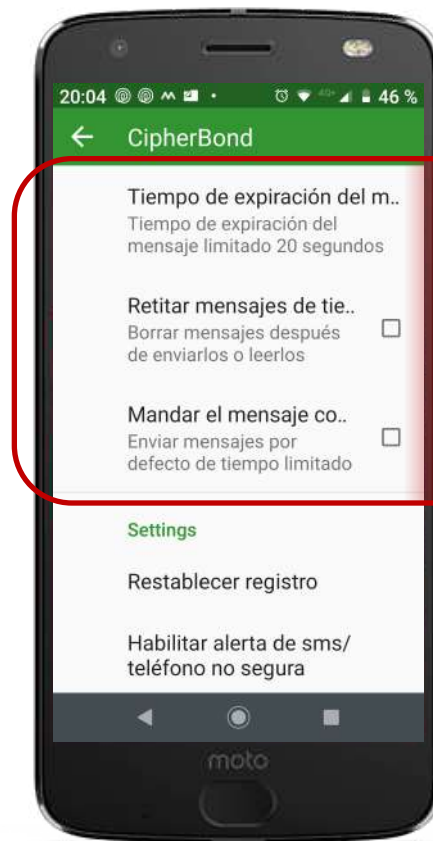 20:04 46 %
CipherBond
Tiempo de expiración del m..
Tiempo de expiración del
mensaje limitado 20 segundos
Retitar mensajes de tie..
Borrar mensajes después
de enviarlos o leerlos
Mandar el mensaje co..
Enviar mensajes por
defecto de tiempo limitado
Settings
Restablecer registro
Habilitar alerta de sms/
teléfono no segura
moto